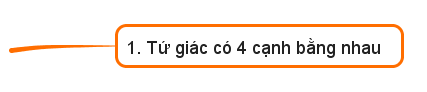 1. Tứ giác có 4 cạnh bằng nhau